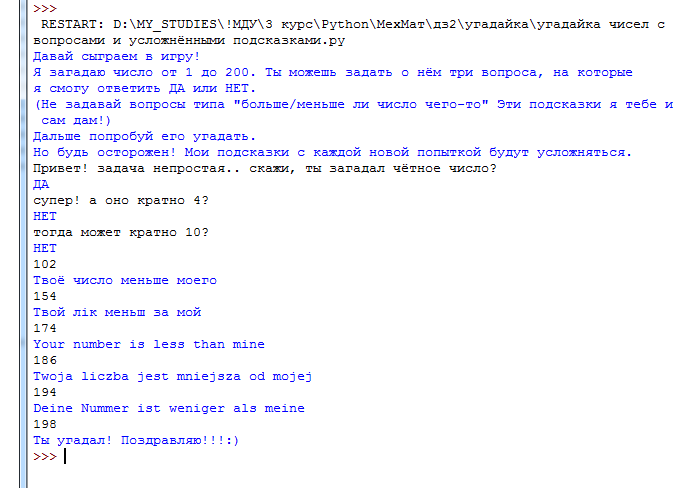 >>>
 RESTART: D:\MY_STUDIES\!МДУ\3 курс\Python\МехМат\дз2\угадайка\угадайка чисел с
вопросами и усложнёнными подсказками.py
Давай сыграем в игру!
Я загадаю число от 1 до 200. Ты можешь задать о нём три вопроса, на которые
я смогу ответить ДА или НЕТ.
(Не задавай вопросы типа "больше/меньше ли число чего-то" Эти подсказки я тебе и
 сам дам!)
Дальше попробуй его угадать.
Но будь осторожен! Мои подсказки с каждой новой попыткой будут усложняться.
Привет! задача непростая.. скажи, ты загадал чётное число?
ДА
супер! а оно кратно 4?
НЕТ
тогда может кратно 10?
НЕТ
102
Твоё число меньше моего
154
Твой лік меньш за мой
174
Your number is less than mine
186
Twoja liczba jest mniejsza od mojej
194
Deine Nummer ist weniger als meine
198
Ты угадал! Поздравляю!!!:)
>>>